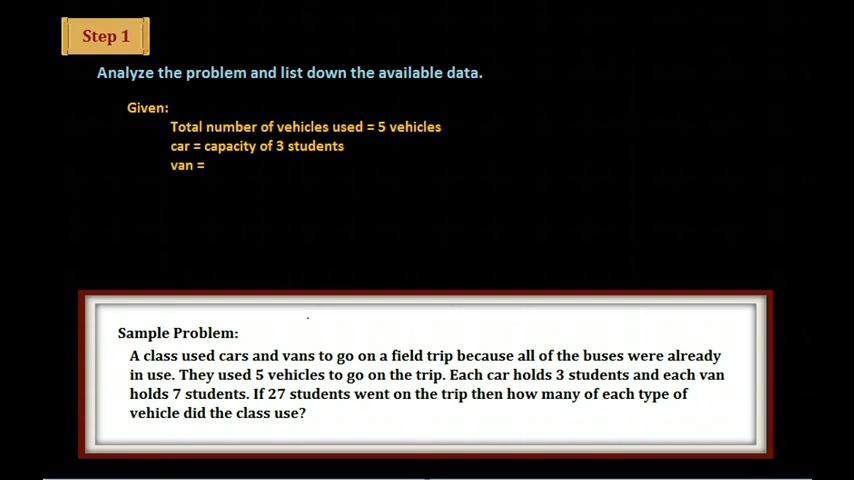 Step 1
Analyze the problem and list down the available data.
Given:
Total number of vehicles used = 5 vehicles
car = capacity of 3 students
van =
Sample Problem:
A class used cars and vans to go on a field trip because all of the buses were already
in use. They used 5 vehicles to go on the trip. Each car holds 3 students and each van
holds 7 students. If 27 students went on the trip then how many of each type of
vehicle did the class use?